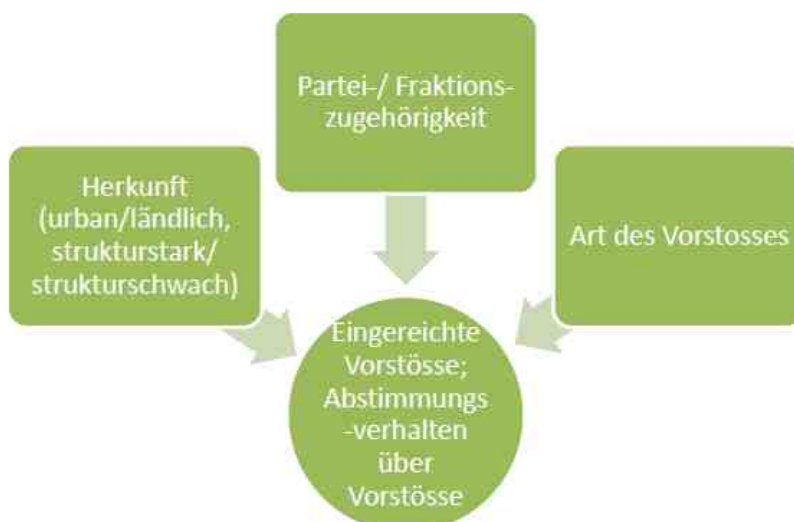 Partei-/ Fraktions-
zugehörigkeit
Herkunft
(urban/ländlich,
strukturstark/
strukturschwach)
Art des Vorstosses
Eingereichte
Vorstösse;
Abstimmungs
-verhalten
über
Vorstösse